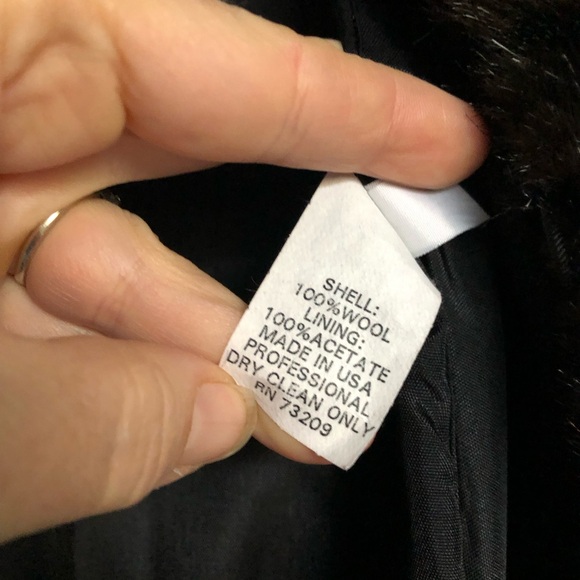 SHELL:
100%WOOL
LINING:
100%ACETATE
MADE IN USA
PROFESSIONAL
DRY CLEAN ONLY
RN 73209